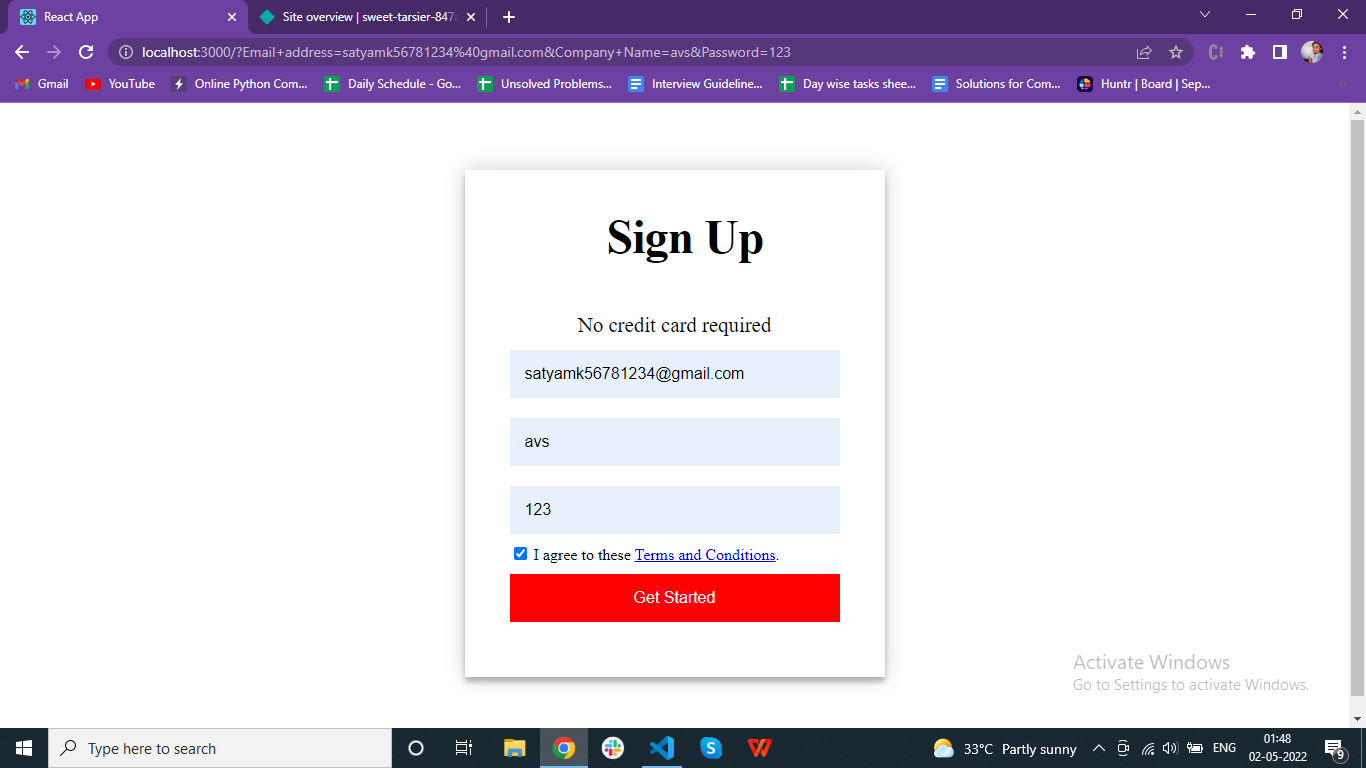 React App
Site overview | sweet-tarsier-847a
localhost:3000/?Email+address=satyamk56781234%40gmail.com&Company+Name=avs&Password=123
Gmail
YouTube
Online Python Com...
Daily Schedule - Go...
Unsolved Problems...
Interview Guideline...
Day wise tasks shee...
Solutions for Com...
Huntr | Board | Sep...
Sign Up
No credit card required
satyamk56781234@gmail.com
avs
123
I agree to these Terms and Conditions.
Get Started
Activate Windows
Go to Settings to activate Windows.
Type here to search
33°C Partly sunny
ENG
01:48
02-05-2022
9